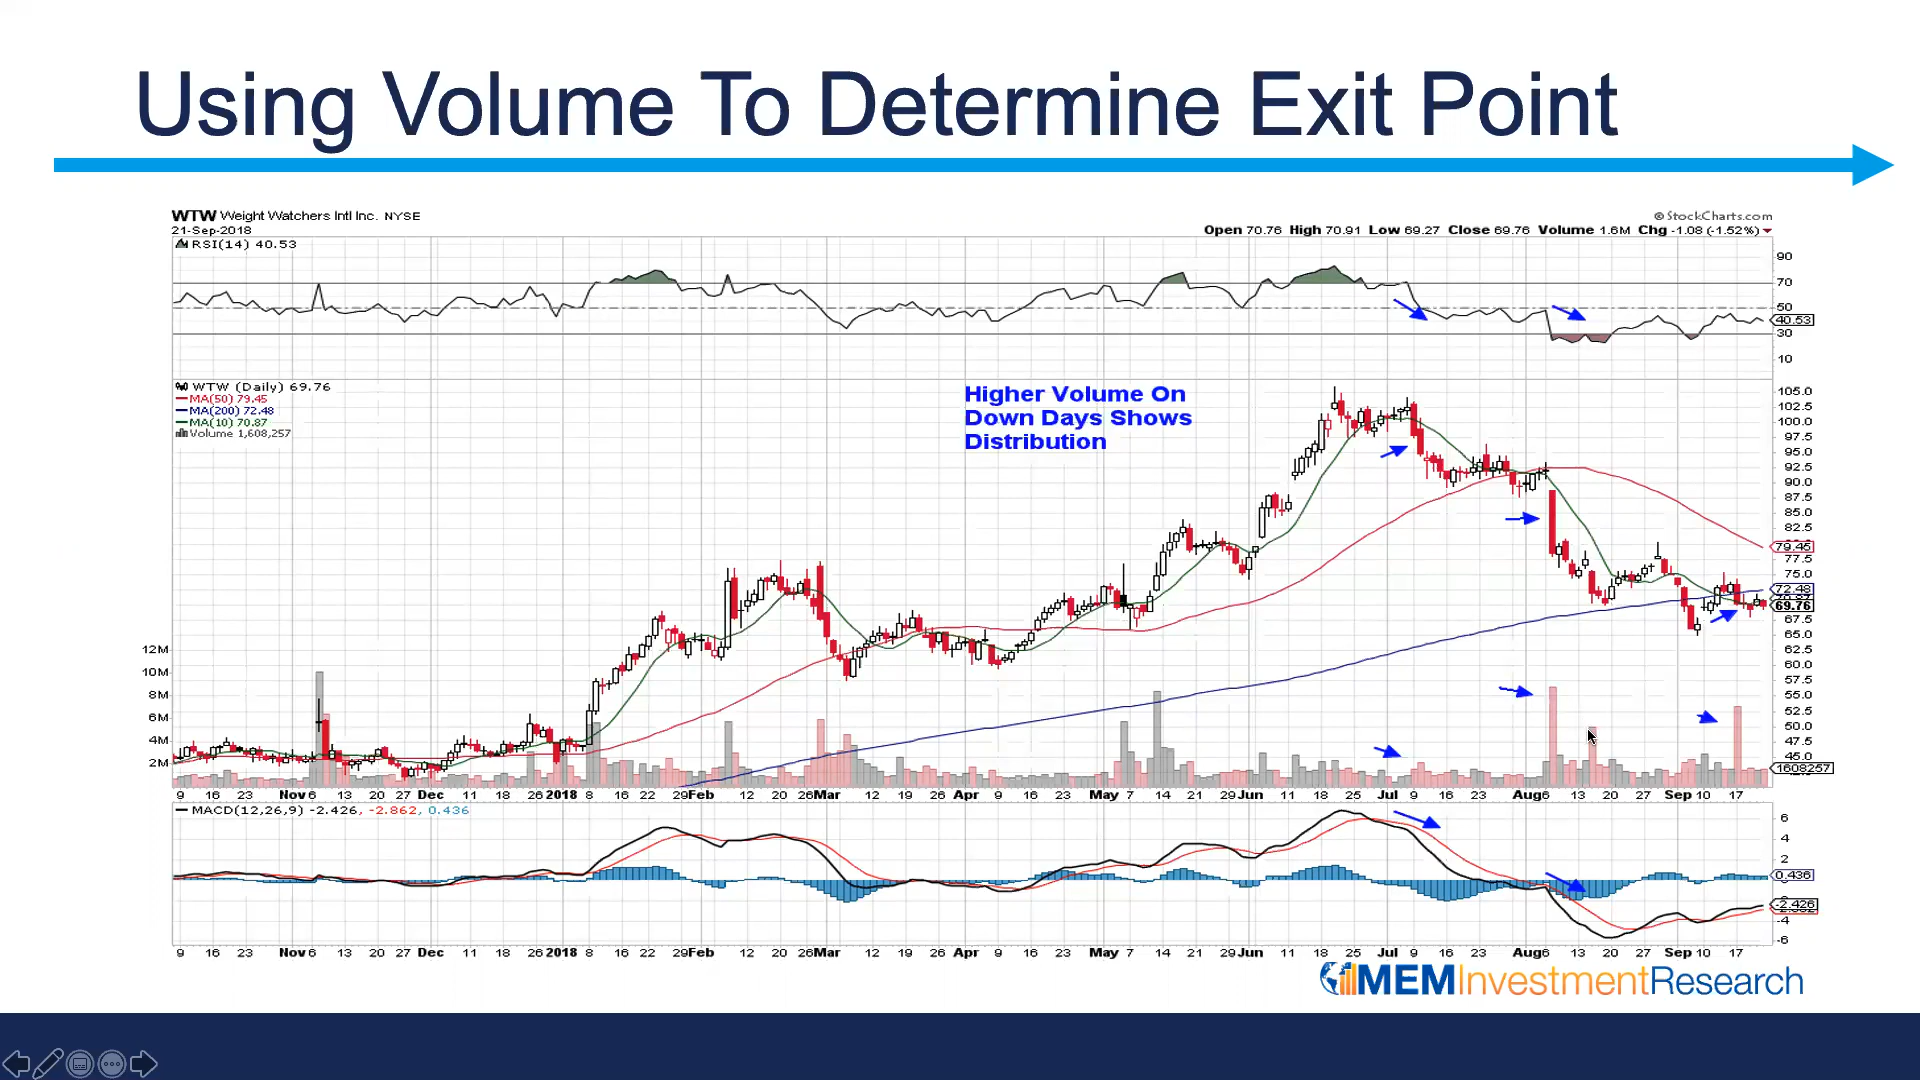 Using Volume To Determine Exit Point
WTW Weight Watchers Intl Inc. NYSE
© StockCharts.com
21-Sep-2018
Open 70.76 High 70.91 Low 69.27 Close 69.76 Volume 1.6M Chg -1.08 (-1.52%)
RSI(14) 40.53
90
70
50
40.53
30
10
WTW (Daily) 69.76
MA(50) 79.45
MA(200) 72.48
MA(10) 70.87
Volume 1,608,257
Higher Volume On
Down Days Shows
Distribution
105.0
102.5
100.0
97.5
95.0
92.5
90.0
87.5
85.0
82.5
79.45
77.5
75.0
72.48
69.76
67.5
65.0
62.5
60.0
57.5
55.0
52.5
50.0
47.5
45.0
1608257
12M
10M
8M
6M
4M
2M
9 16 23 Nov 6 13 20 27 Dec 11 18 26 2018 8 16 22 29 Feb 12 20 26 Mar 12 19 26 Apr 9 16 23 May 7 14 21 29 Jun 11 18 25 Jul 9 16 23 Aug 6 13 20 27 Sep 10 17
MACD(12,26,9) -2.426, -2.862, 0.436
6
4
2
0.436
-2.426
-4
-6
9 16 23 Nov 6 13 20 27 Dec 11 18 26 2018 8 16 22 29 Feb 12 20 26 Mar 12 19 26 Apr 9 16 23 May 7 14 21 29 Jun 11 18 25 Jul 9 16 23 Aug 6 13 20 27 Sep 10 17
MEMInvestmentResearch